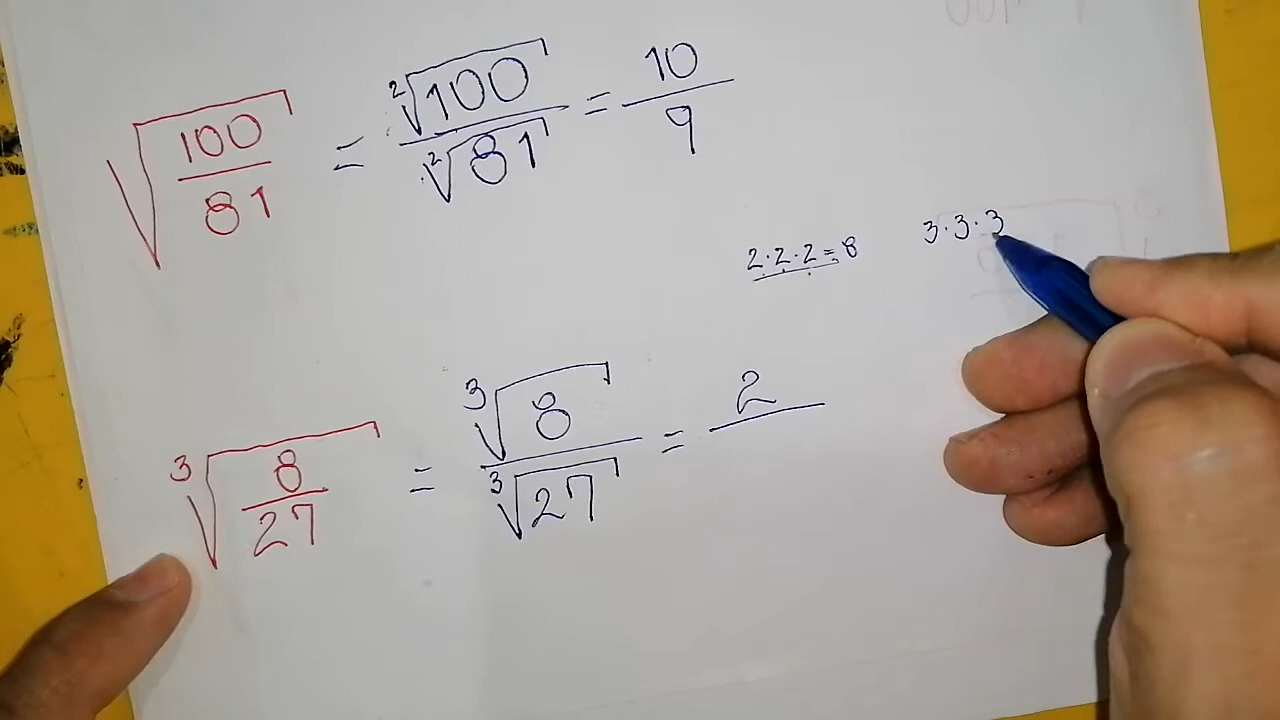 √(100/81) = ²√100/²√81 = 10/9
2·2·2=8
3·3·3
³√(8/27) = ³√8/³√27 = 2